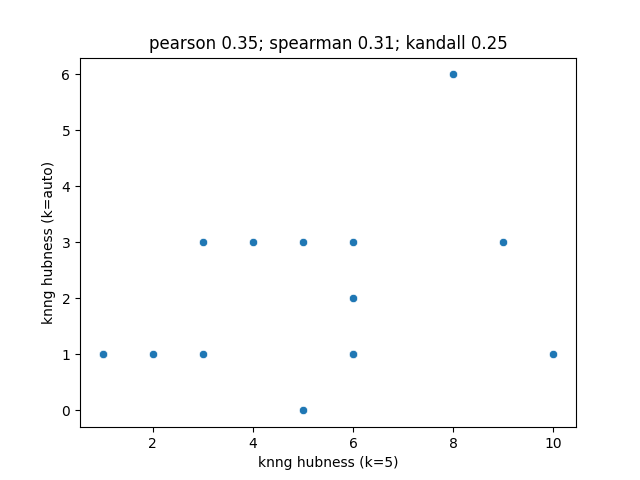 pearson 0.35; spearman 0.31; kandall 0.25
knng hubness (k=auto)
6
5
4
3
2
1
0
2 4 6 8 10
knng hubness (k=5)